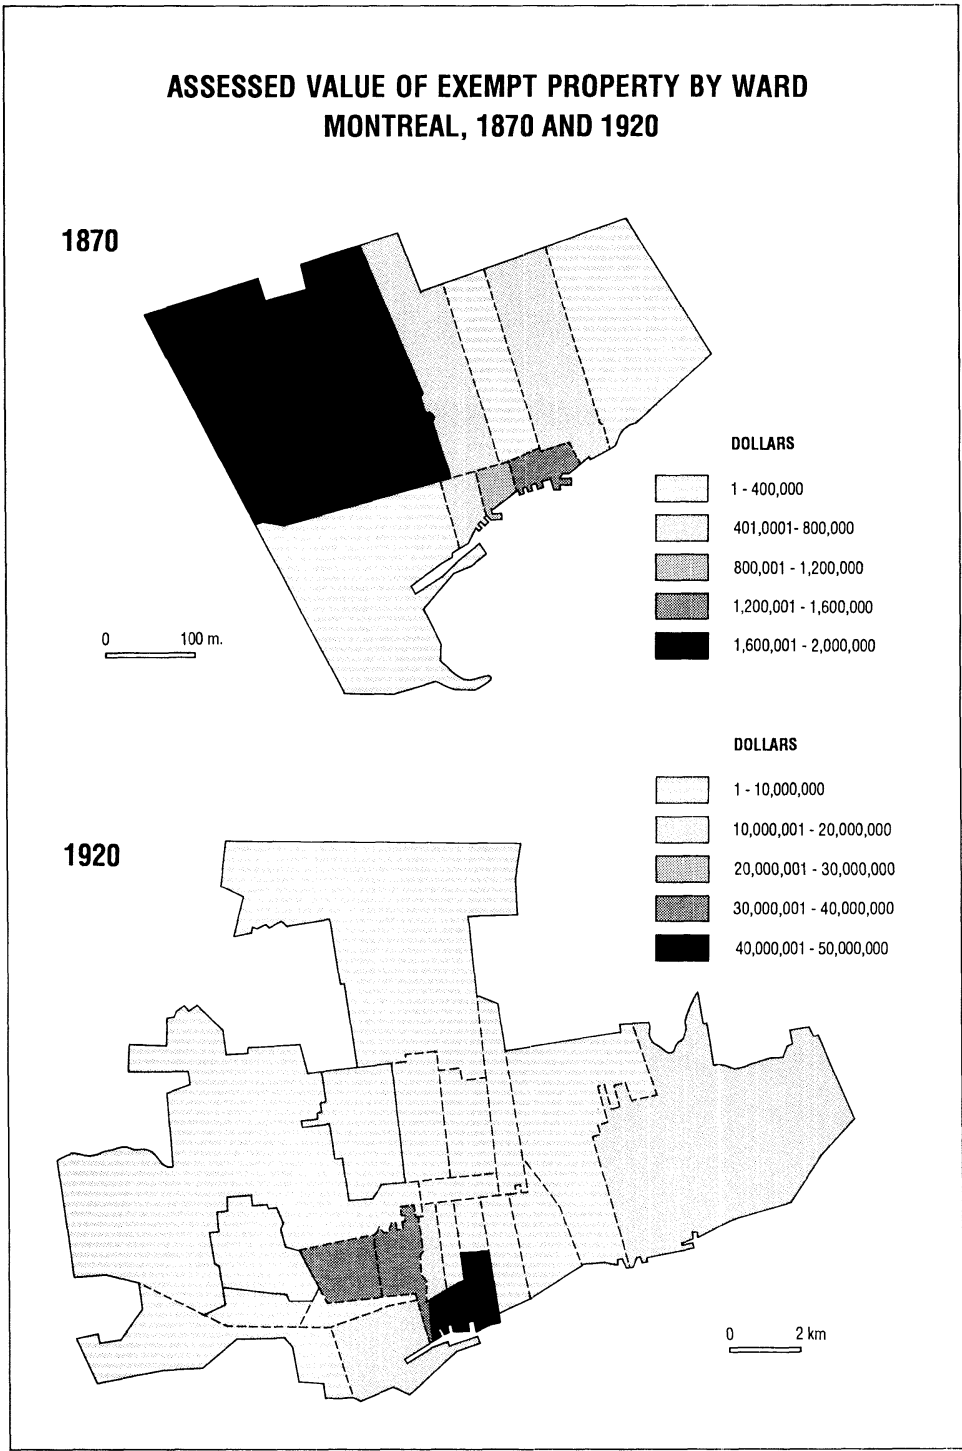 ASSESSED VALUE OF EXEMPT PROPERTY BY WARD
MONTREAL, 1870 AND 1920
1870
DOLLARS
1 - 400,000
401,0001- 800,000
800,001 - 1,200,000
1,200,001 - 1,600,000
1,600,001 - 2,000,000
0 100 m.
DOLLARS
1 - 10,000,000
10,000,001 - 20,000,000
20,000,001 - 30,000,000
30,000,001 - 40,000,000
40,000,001 - 50,000,000
1920
0 2 km